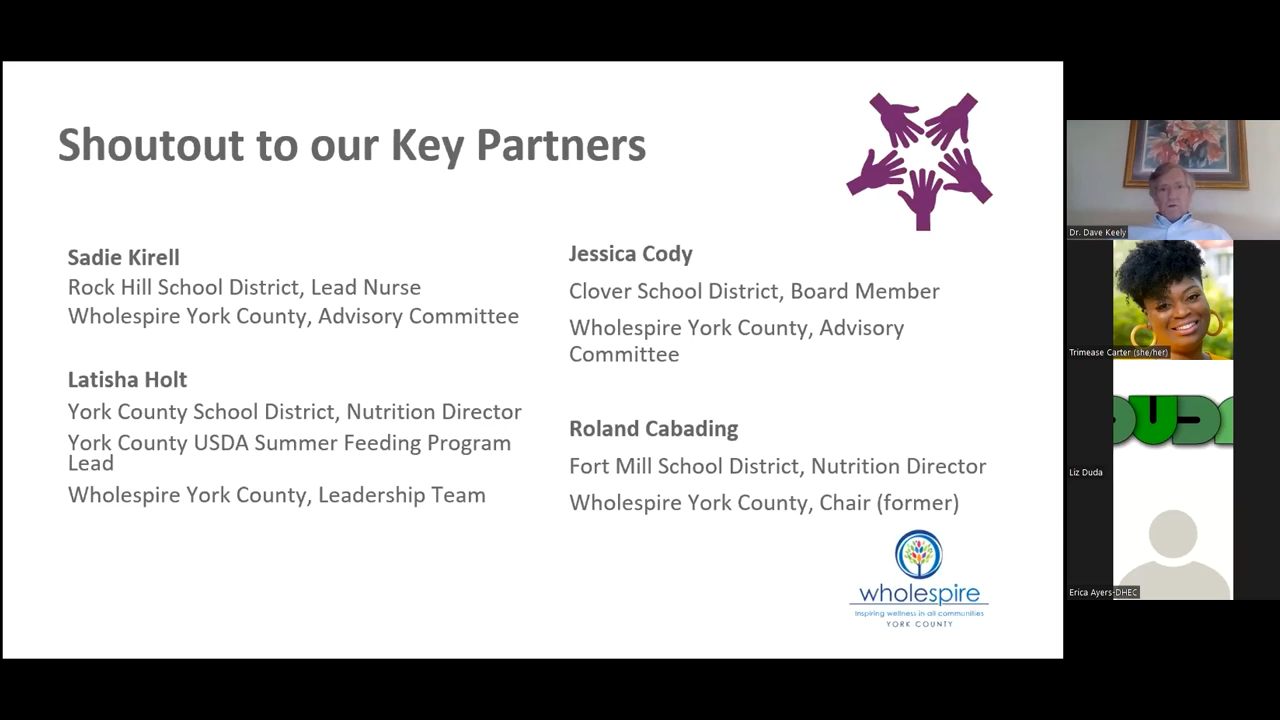 Shoutout to our Key Partners
Sadie Kirell
Rock Hill School District, Lead Nurse
Wholespire York County, Advisory Committee
Latisha Holt
York County School District, Nutrition Director
York County USDA Summer Feeding Program
Lead
Wholespire York County, Leadership Team
Jessica Cody
Clover School District, Board Member
Wholespire York County, Advisory
Committee
Roland Cabading
Fort Mill School District, Nutrition Director
Wholespire York County, Chair (former)
wholespire
Inspiring wellness in all communities
YORK COUNTY
Dr. Dave Keely
Trimease Carter (she/her)
DUDA
Liz Duda
Erica Ayers-DHEC